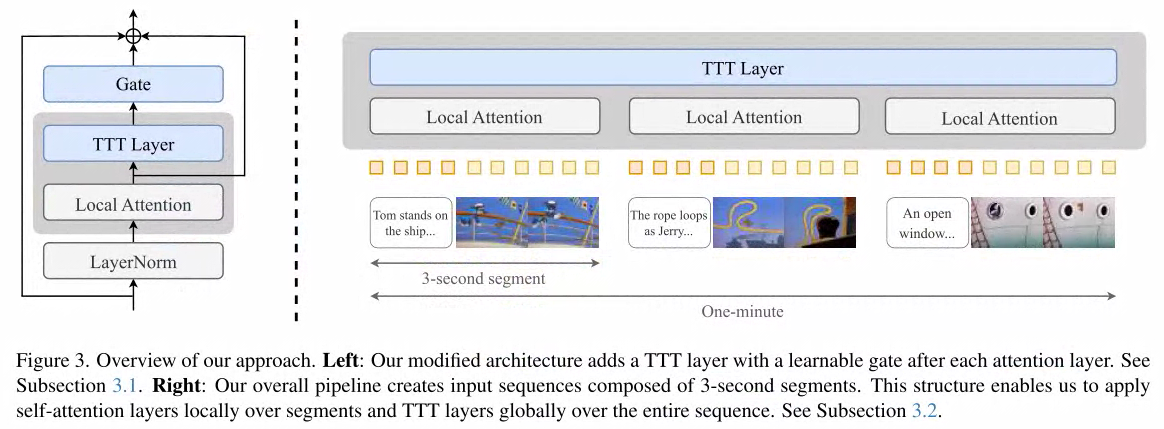 Gate
TTT Layer
Local Attention
LayerNorm
TTT Layer
Local Attention
Local Attention
Local Attention
Tom stands on
the ship...
The rope loops
as Jerry...
An open
window...
3-second segment
One-minute
Figure 3. Overview of our approach. Left: Our modified architecture adds a TTT layer with a learnable gate after each attention layer. See
Subsection 3.1. Right: Our overall pipeline creates input sequences composed of 3-second segments. This structure enables us to apply
self-attention layers locally over segments and TTT layers globally over the entire sequence. See Subsection 3.2.